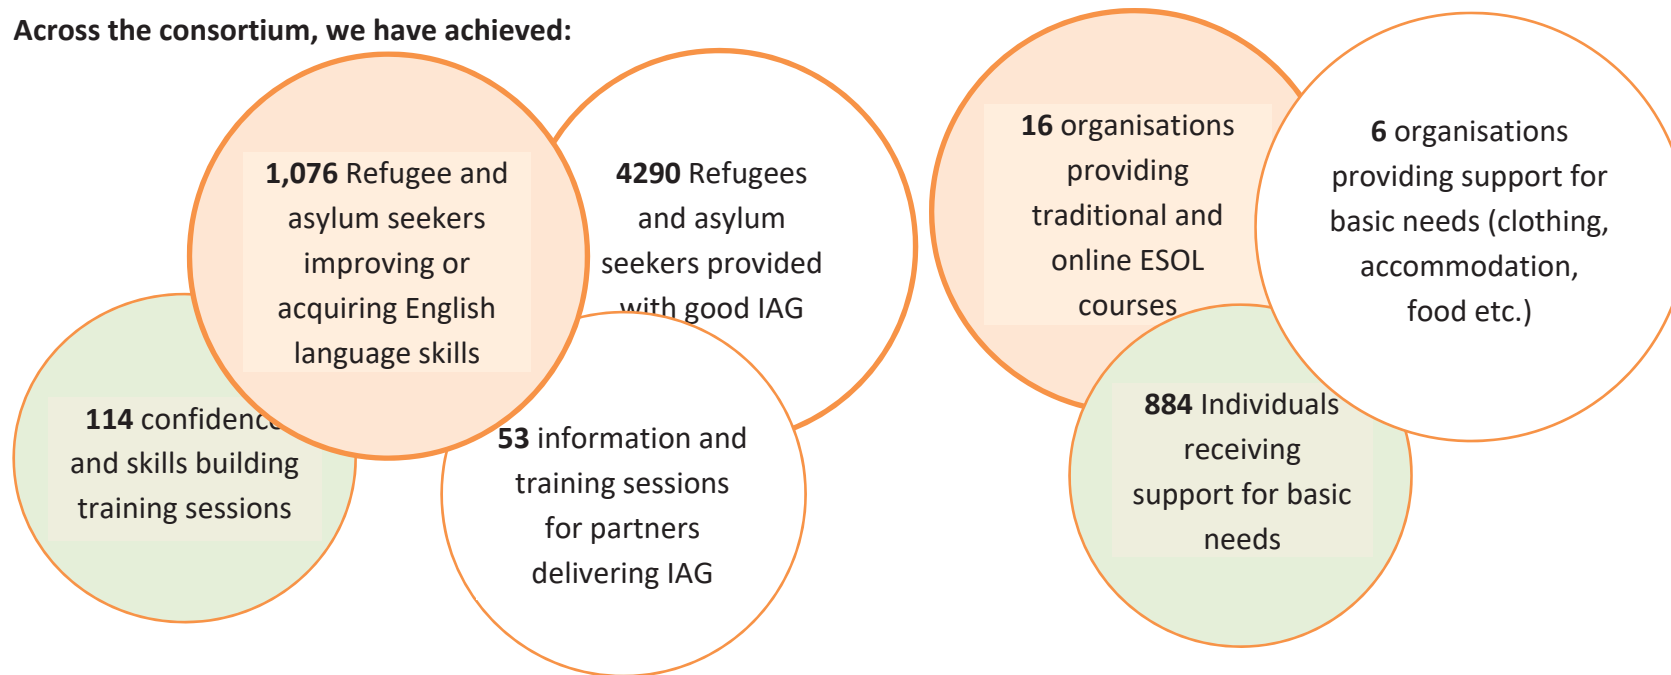 Across the consortium, we have achieved:
1,076 Refugee and
asylum seekers
improving or
acquiring English
language skills
4290 Refugees
and asylum
seekers provided
with good IAG
16 organisations
providing
traditional and
online ESOL
courses
6 organisations
providing support for
basic needs (clothing,
accommodation,
food etc.)
114 confidence
and skills building
training sessions
53 information and
training sessions
for partners
delivering IAG
884 Individuals
receiving
support for basic
needs